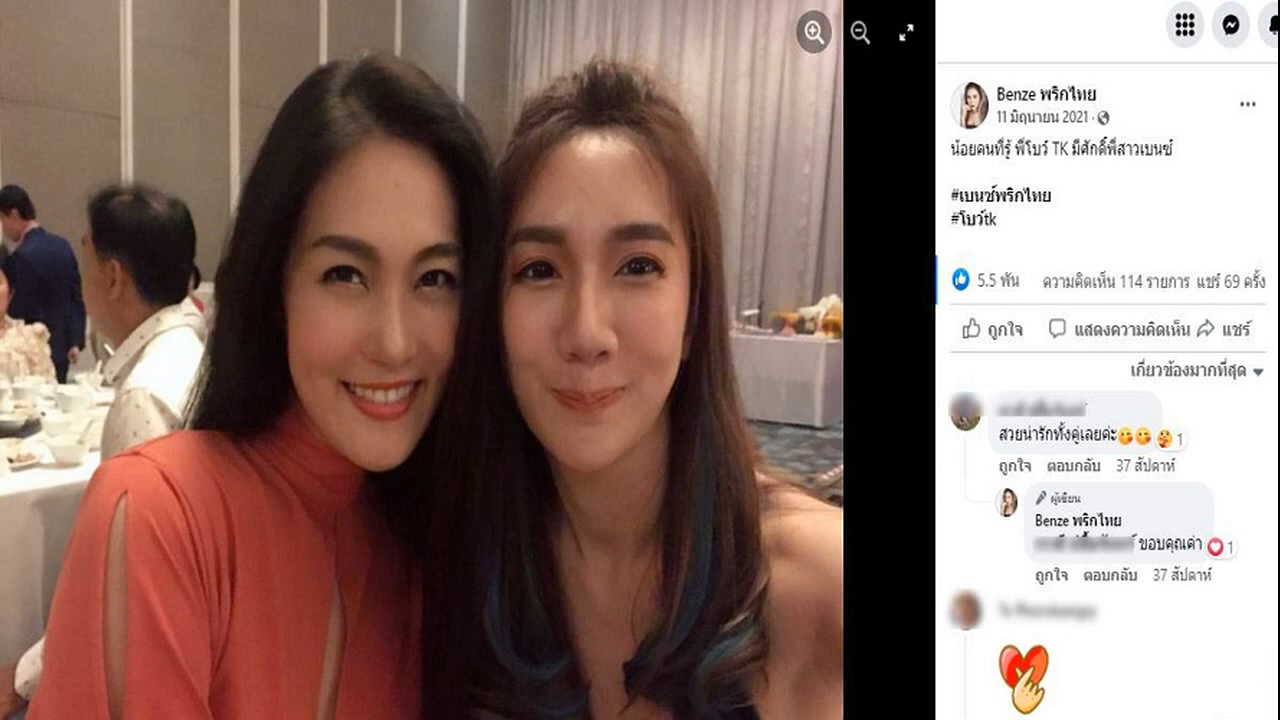 Benze พริกไทย
11 มิถุนายน 2021 ·
น้อยคนที่รู้ พี่โบว์ TK มีศักดิ์พี่สาวเบนซ์
#เบนซ์พริกไทย
#โบว์tk
5.5 พัน ความคิดเห็น 114 รายการ แชร์ 69 ครั้ง
ถูกใจ แสดงความคิดเห็น แชร์
เกี่ยวข้องมากที่สุด
สวยน่ารักทั้งคู่เลยค่ะ 1
ถูกใจ ตอบกลับ 37 สัปดาห์
ผู้เขียน
Benze พริกไทย
ขอบคุณค่า 1
ถูกใจ ตอบกลับ 37 สัปดาห์